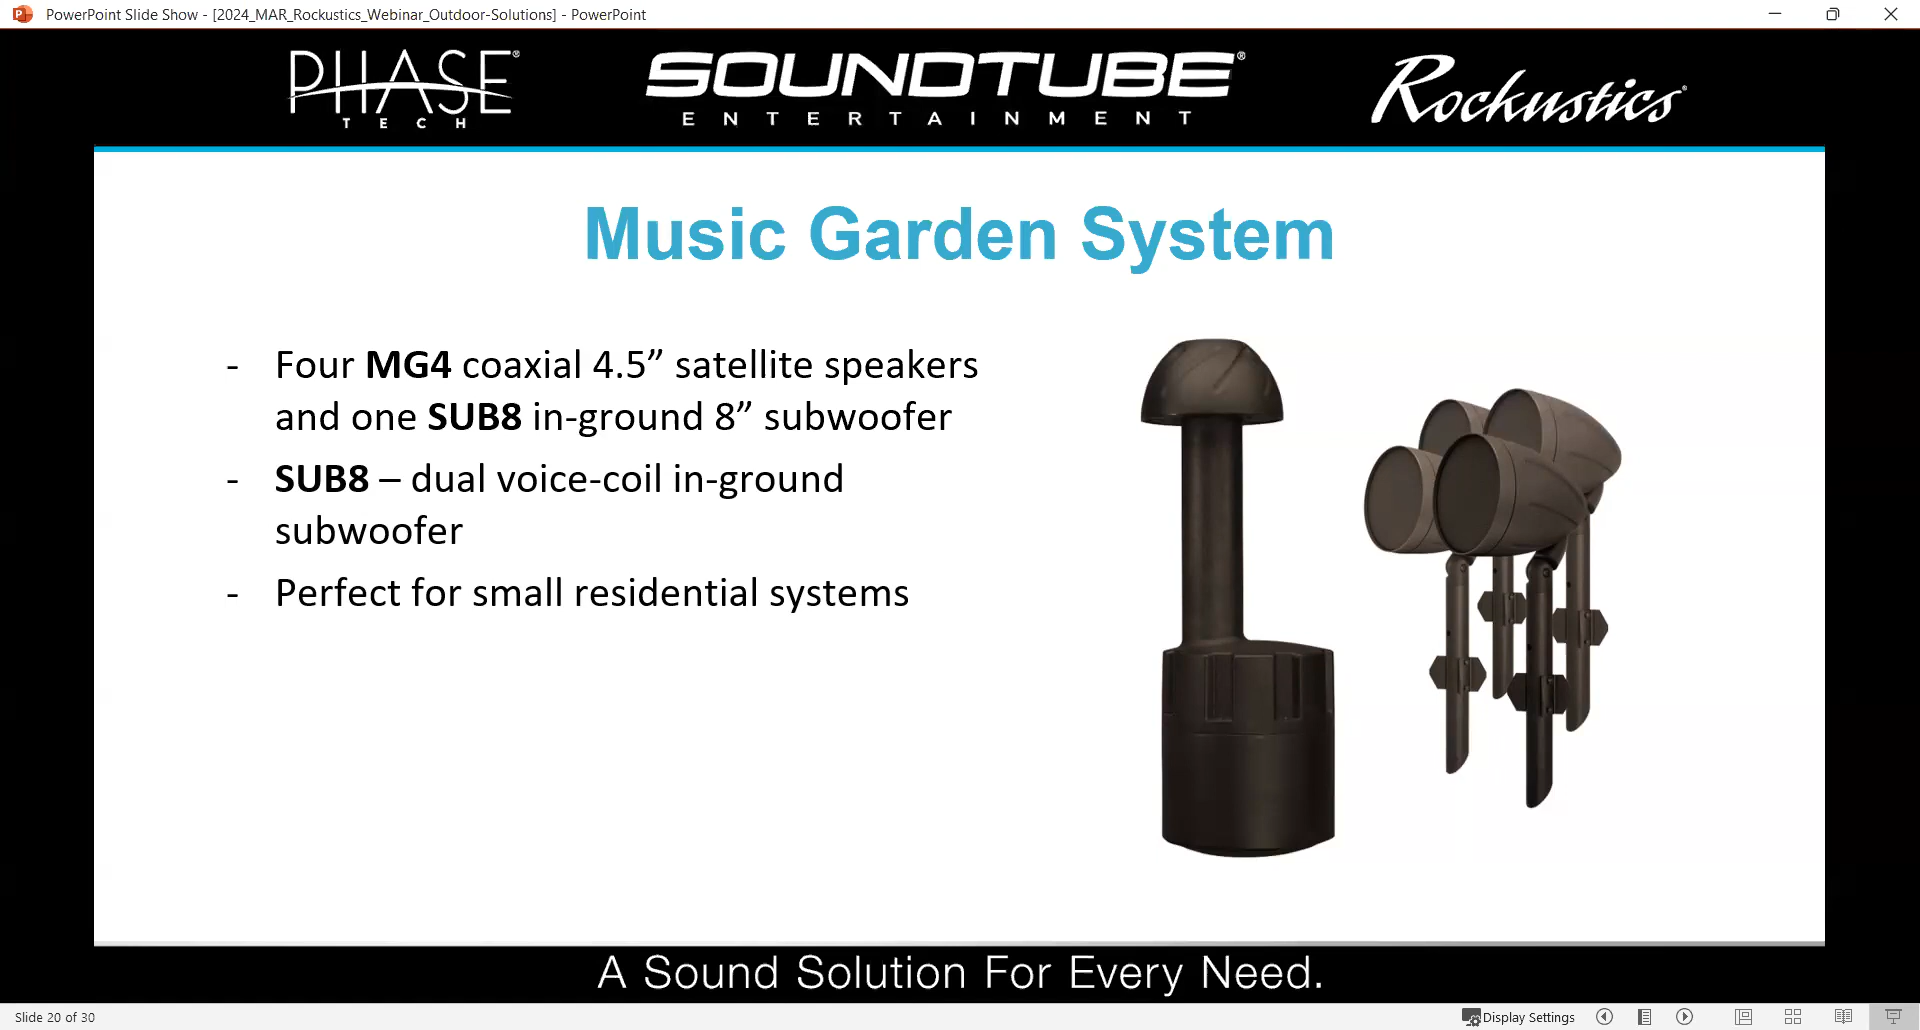 PowerPoint Slide Show - [2024_MAR_Rockustics_Webinar_Outdoor-Solutions] - PowerPoint
PHASE®
TECH
SOUNDTUBE®
ENTERTAINMENT
Rockustics®
Music Garden System
- Four MG4 coaxial 4.5” satellite speakers
and one SUB8 in-ground 8” subwoofer
- SUB8 – dual voice-coil in-ground
subwoofer
- Perfect for small residential systems
A Sound Solution For Every Need.
Slide 20 of 30
Display Settings